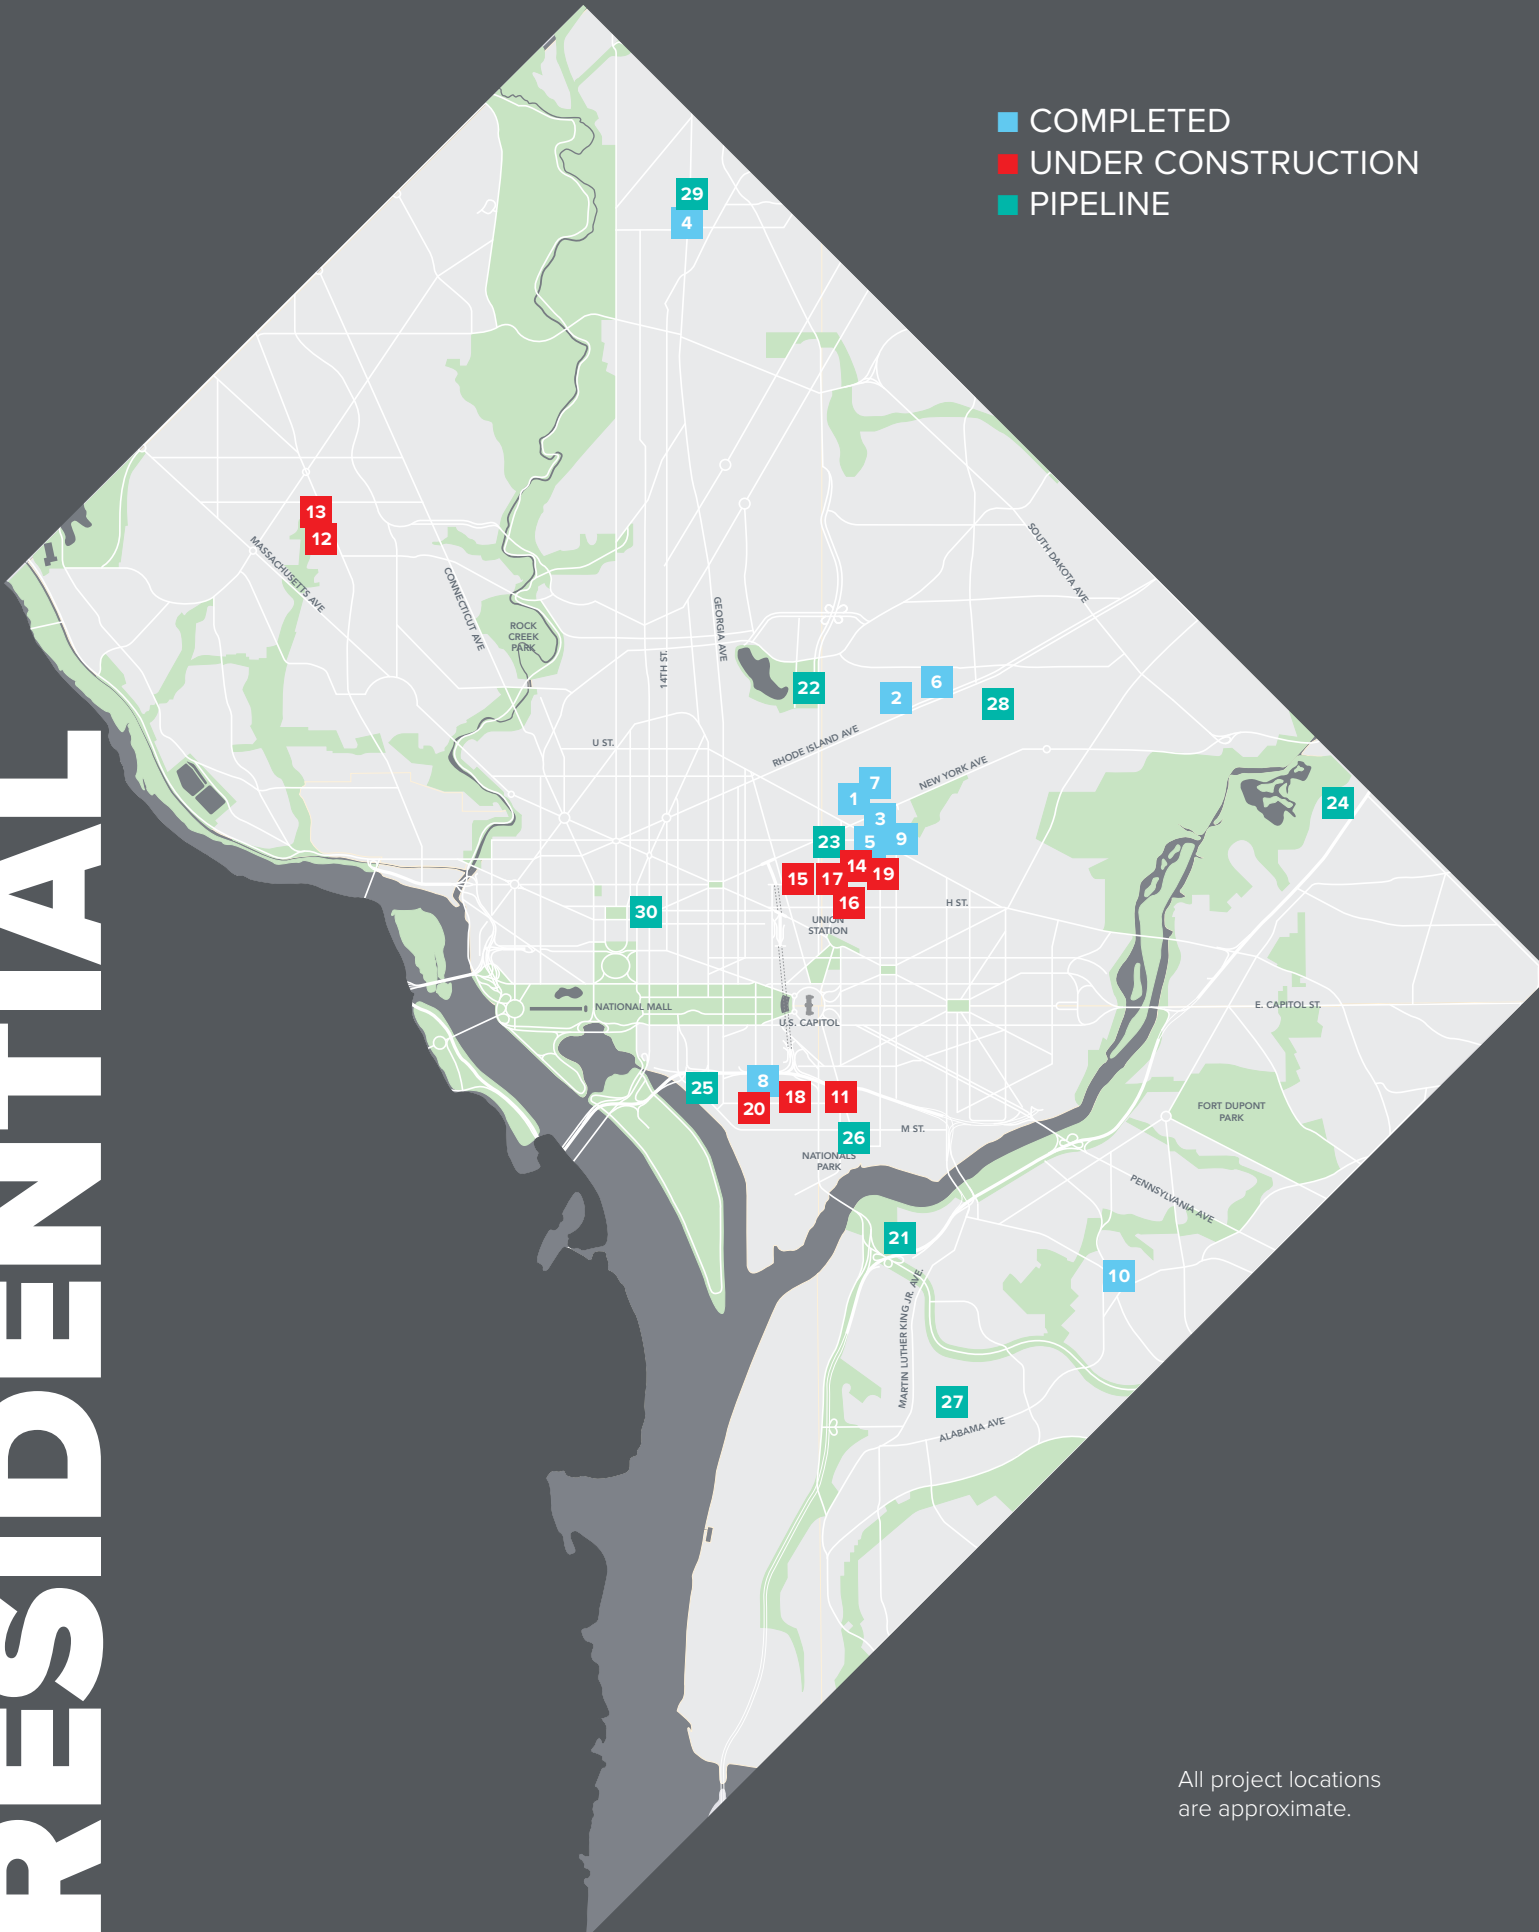 RESIDENTIAL
COMPLETED
UNDER CONSTRUCTION
PIPELINE
29
4
13
12
MASSACHUSETTS AVE
CONNECTICUT AVE
ROCK
CREEK
PARK
14TH ST.
GEORGIA AVE
SOUTH DAKOTA AVE
22
2
6
28
U ST.
RHODE ISLAND AVE
NEW YORK AVE
7
1
3
23
5
9
24
15
17
14
19
16
30
H ST.
UNION
STATION
NATIONAL MALL
U.S. CAPITOL
E. CAPITOL ST.
25
8
20
18
11
26
M ST.
NATIONALS
PARK
FORT DUPONT
PARK
PENNSYLVANIA AVE
21
10
MARTIN LUTHER KING JR. AVE.
27
ALABAMA AVE
All project locations
are approximate.